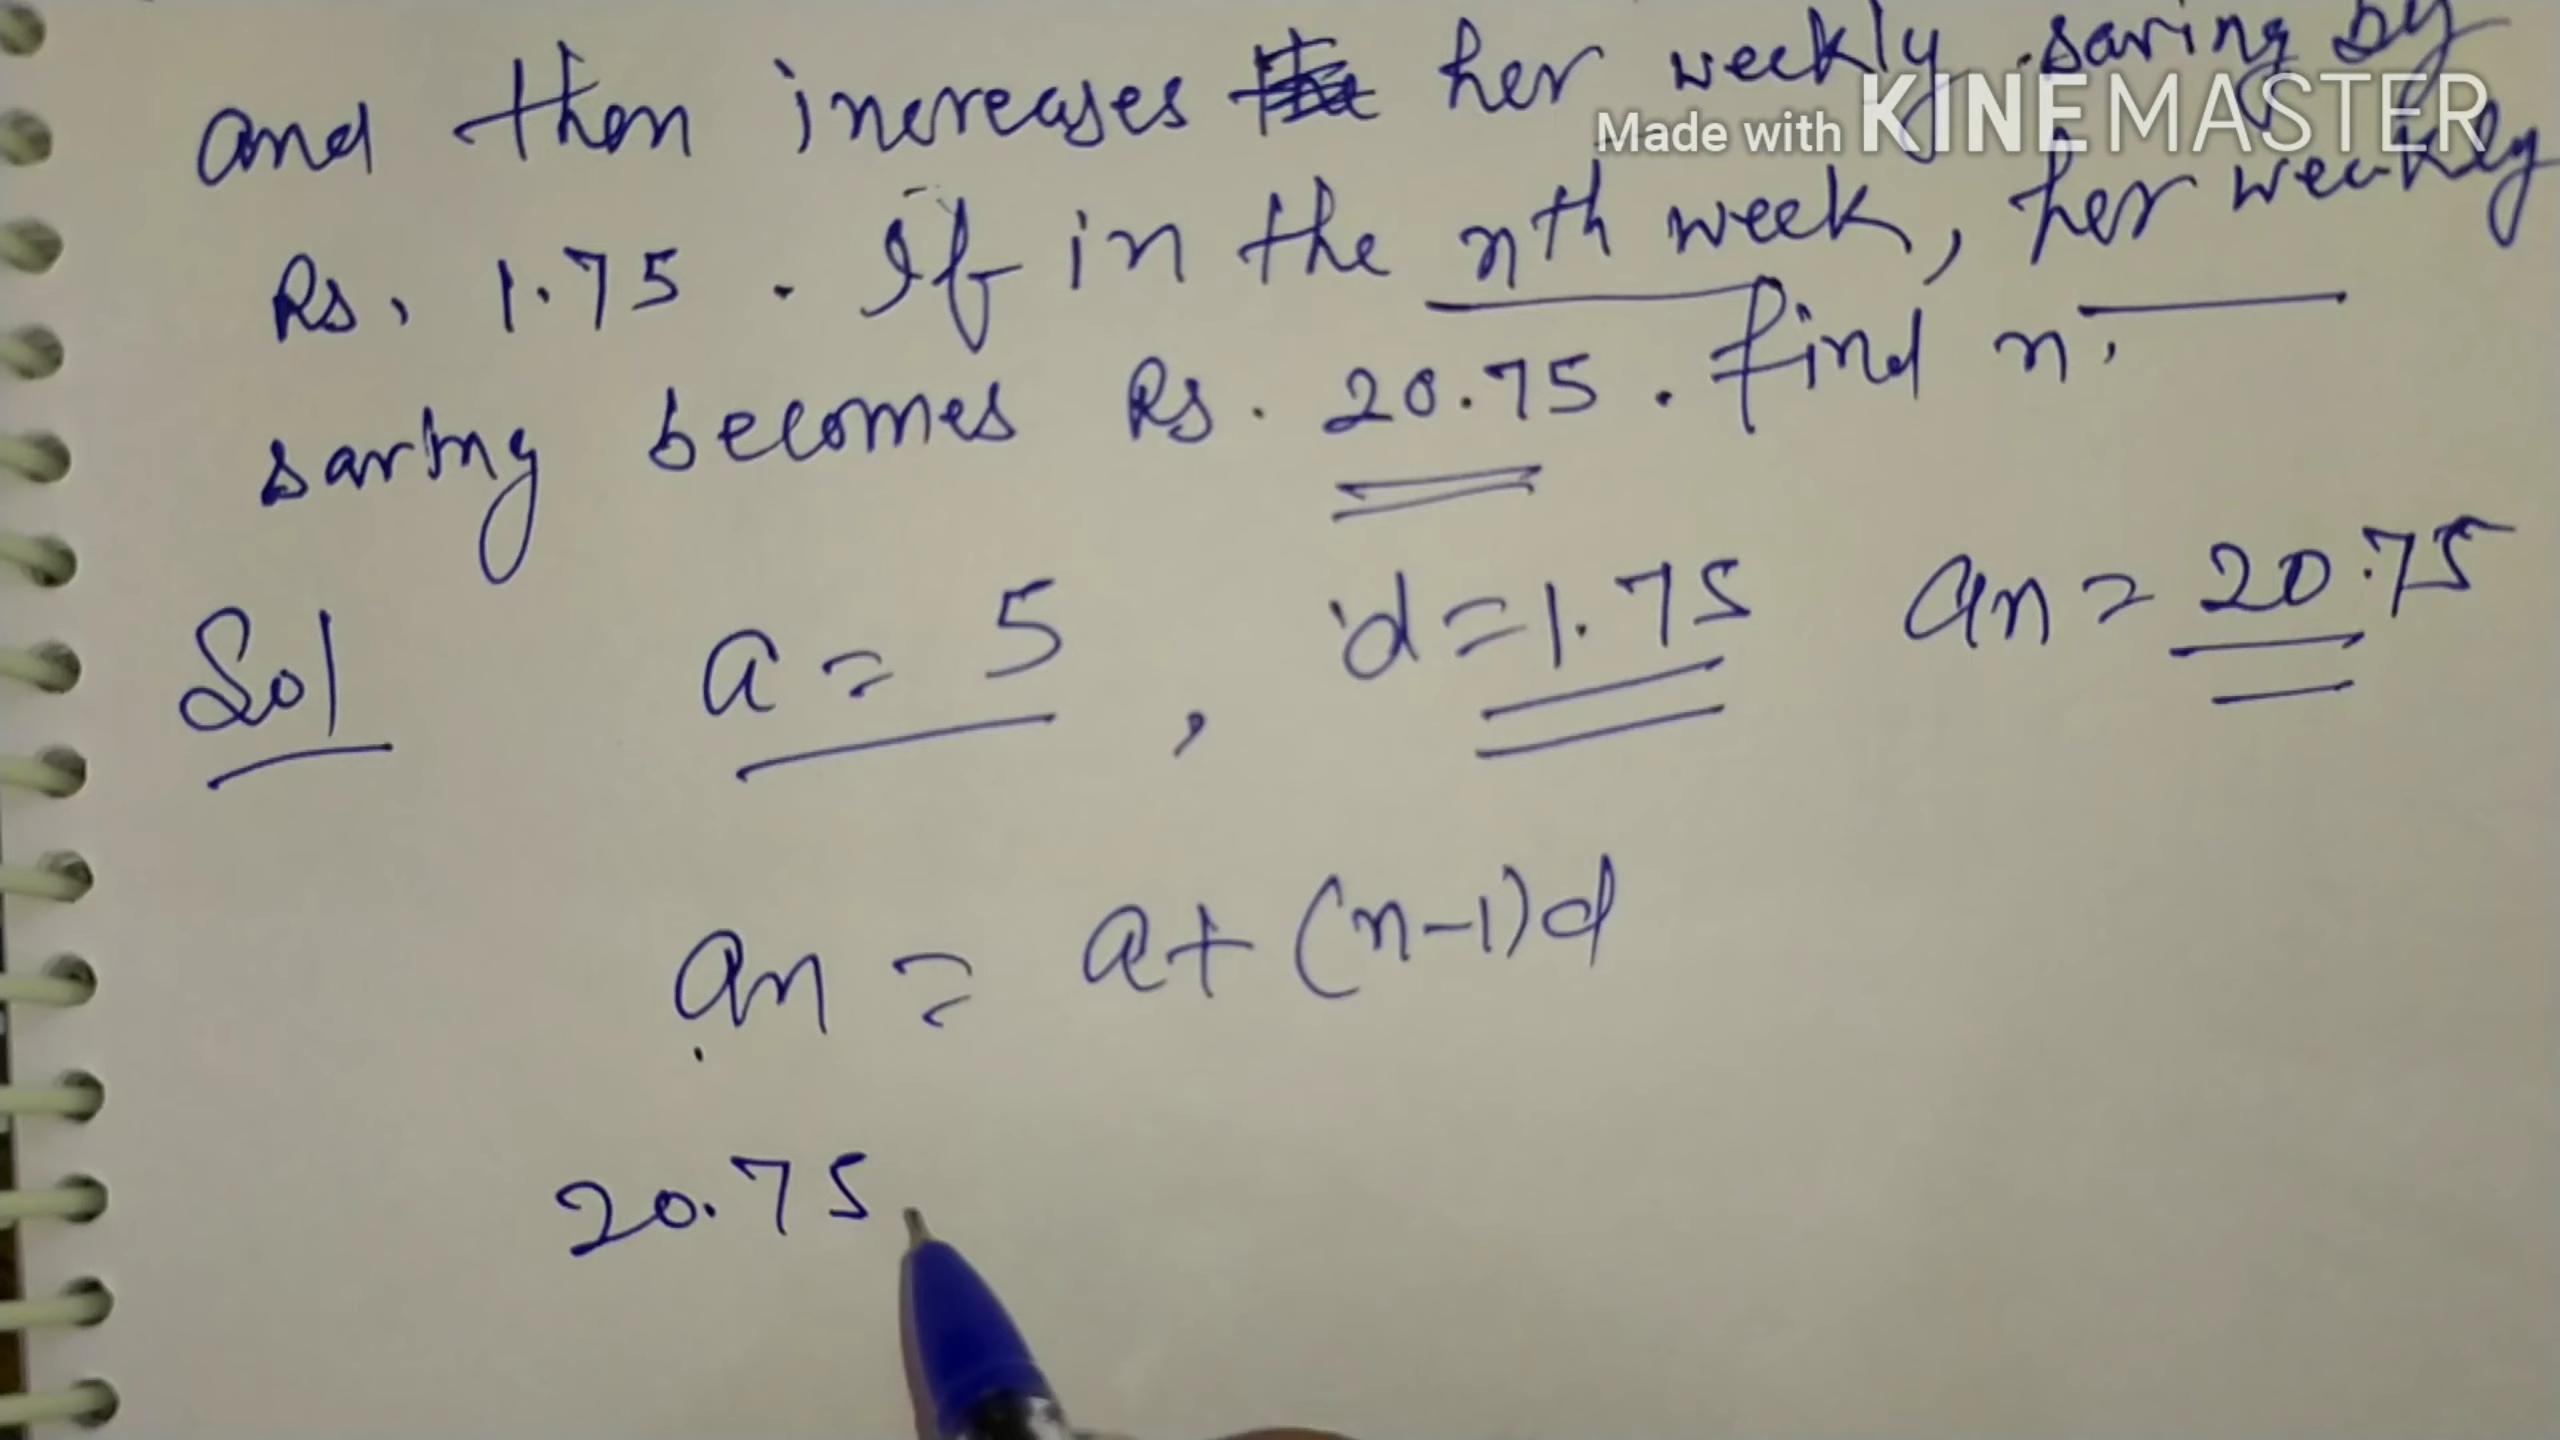 and then increases her weekly saving by
Made with KINEMASTER
Rs. 1.75. If in the nth week, her weekly
saving becomes Rs. 20.75. find n.
Sol a = 5, d = 1.75 an = 20.75
an = a + (n-1)d
20.75